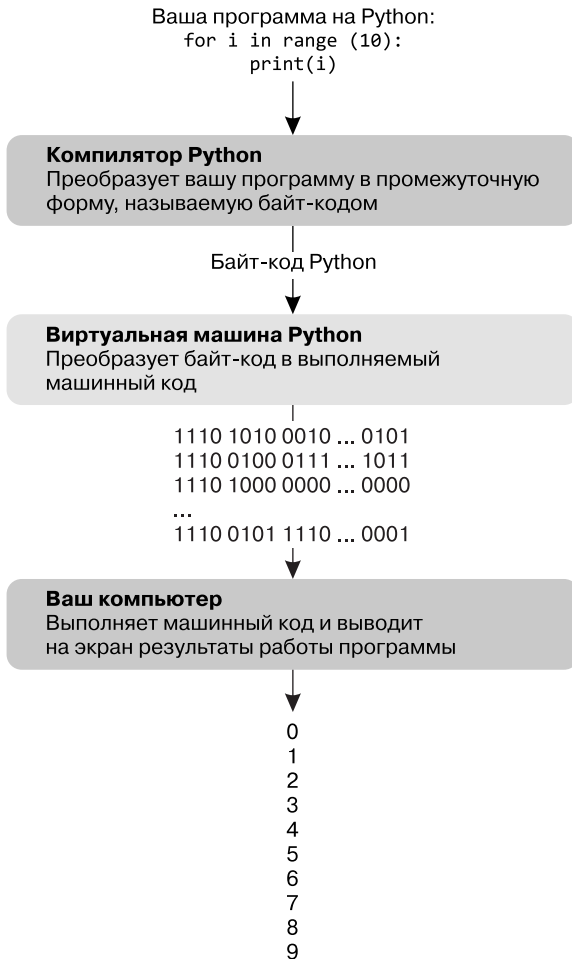 Ваша программа на Python:
for i in range (10):
print(i)
Компилятор Python
Преобразует вашу программу в промежуточную
форму, называемую байт-кодом
Байт-код Python
Виртуальная машина Python
Преобразует байт-код в выполняемый
машинный код
1110 1010 0010 ... 0101
1110 0100 0111 ... 1011
1110 1000 0000 ... 0000
...
1110 0101 1110 ... 0001
Ваш компьютер
Выполняет машинный код и выводит
на экран результаты работы программы
0
1
2
3
4
5
6
7
8
9